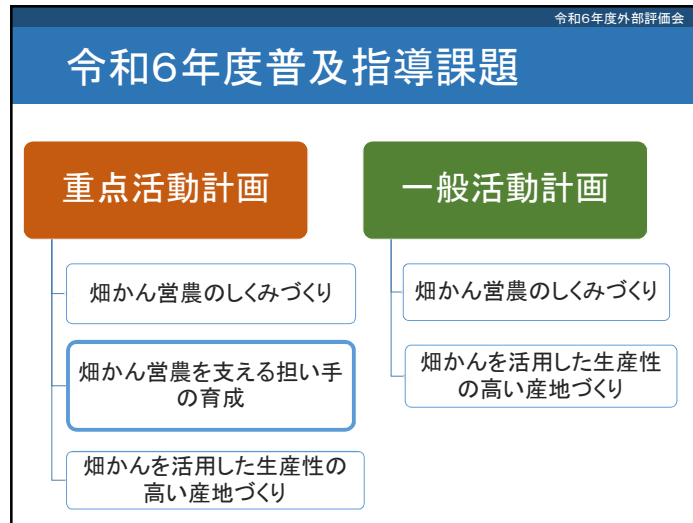 令和6年度外部評価会
令和6年度普及指導課題
重点活動計画
畑かん営農のしくみづくり
畑かん営農を支える担い手
の育成
畑かんを活用した生産性の
高い産地づくり
一般活動計画
畑かん営農のしくみづくり
畑かんを活用した生産性
の高い産地づくり